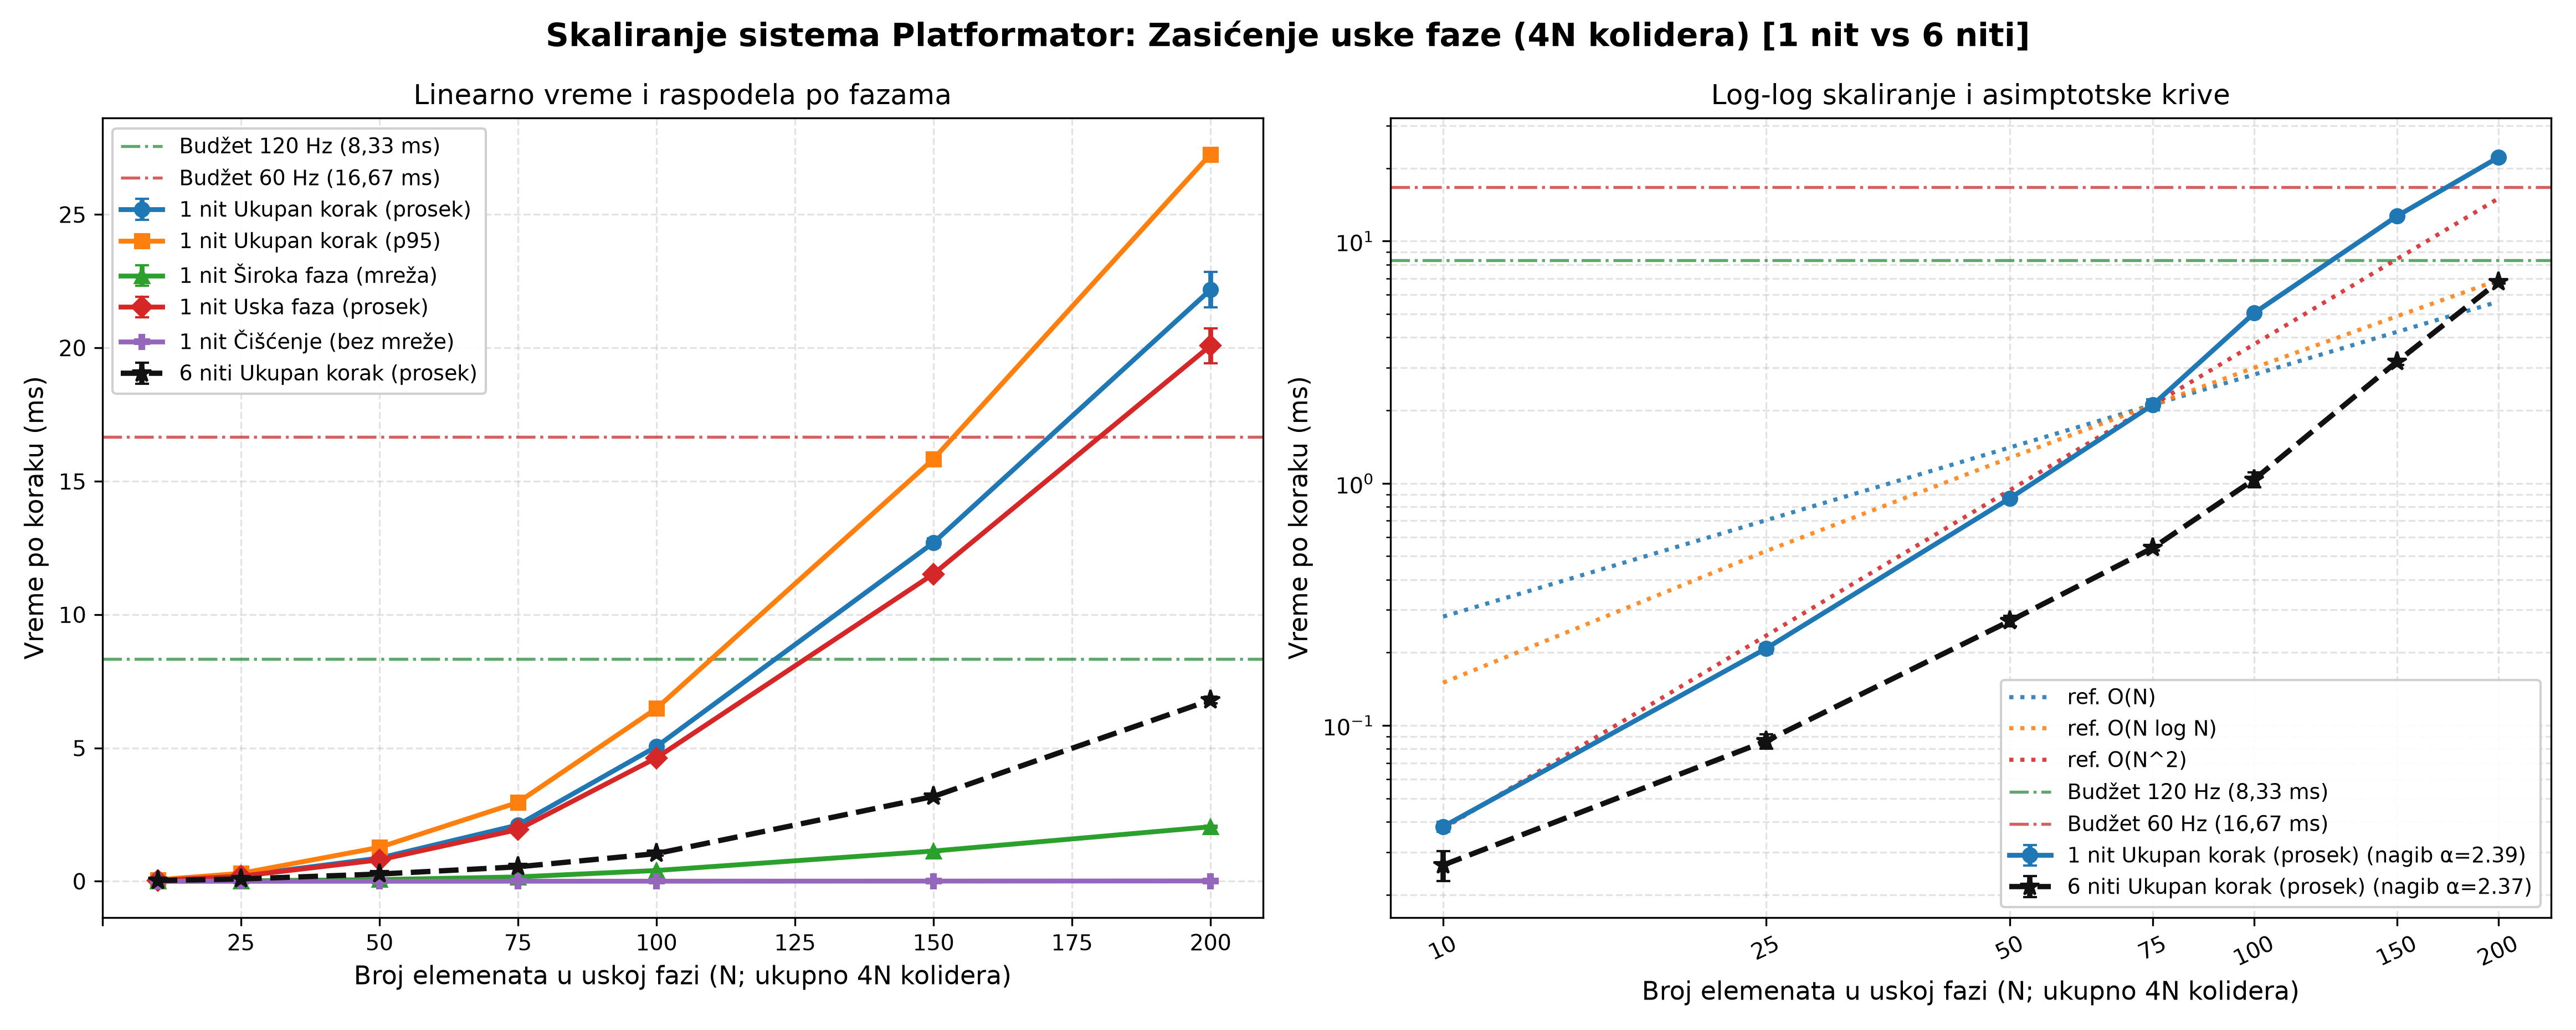 Skaliranje sistema Platformator: Zasićenje uske faze (4N kolidera) [1 nit vs 6 niti]
Linearno vreme i raspodela po fazama
Budžet 120 Hz (8,33 ms)
Budžet 60 Hz (16,67 ms)
1 nit Ukupan korak (prosek)
1 nit Ukupan korak (p95)
1 nit Široka faza (mreža)
1 nit Uska faza (prosek)
1 nit Čišćenje (bez mreže)
6 niti Ukupan korak (prosek)
Vreme po koraku (ms)
25
20
15
10
5
0
25 50 75 100 125 150 175 200
Broj elemenata u uskoj fazi (N; ukupno 4N kolidera)
Log-log skaliranje i asimptotske krive
Vreme po koraku (ms)
10¹
10⁰
10⁻¹
ref. O(N)
ref. O(N log N)
ref. O(N^2)
Budžet 120 Hz (8,33 ms)
Budžet 60 Hz (16,67 ms)
1 nit Ukupan korak (prosek) (nagib α=2.39)
6 niti Ukupan korak (prosek) (nagib α=2.37)
10 25 50 75 100 150 200
Broj elemenata u uskoj fazi (N; ukupno 4N kolidera)